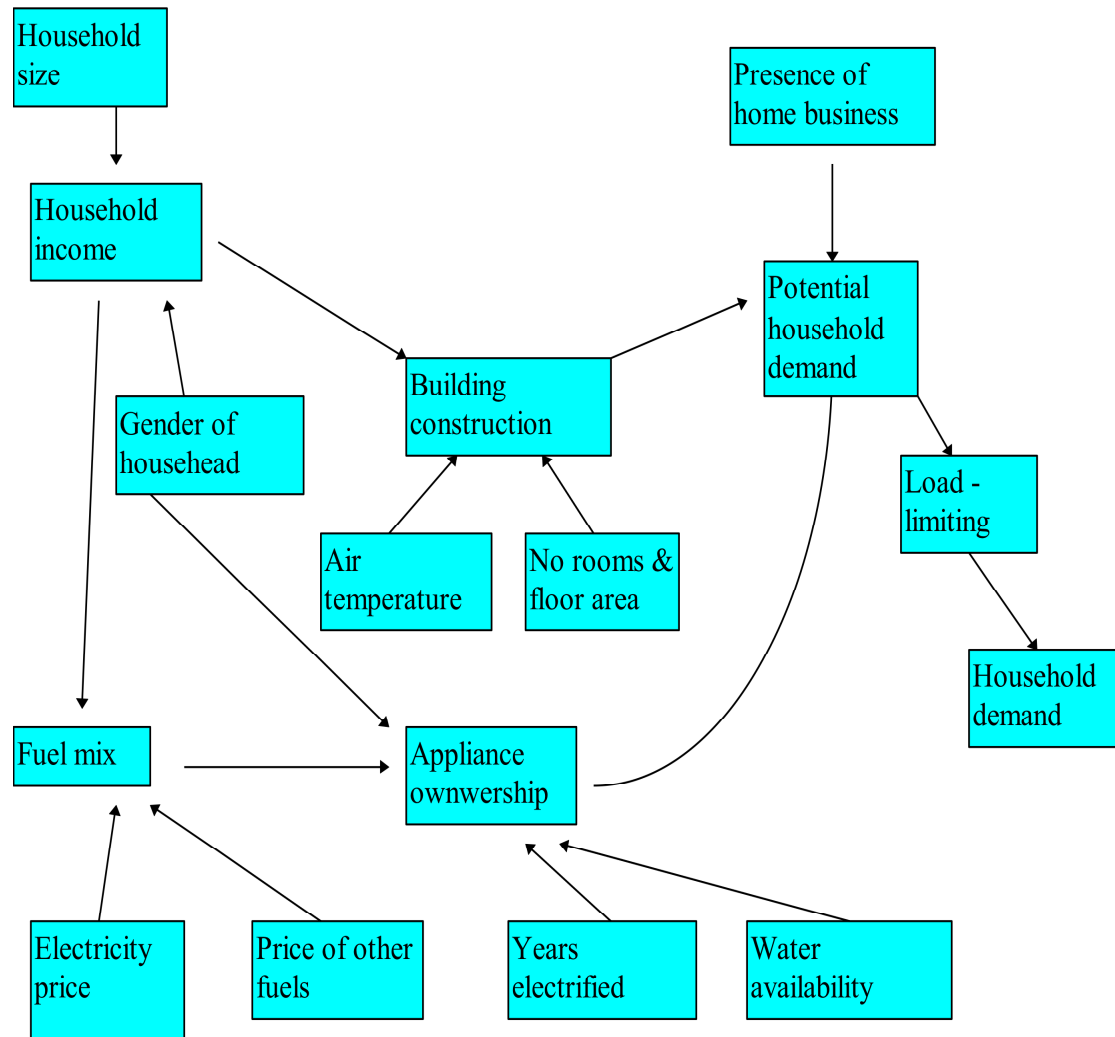 Household
size
Presence of
home business
Household
income
Potential
household
demand
Building
construction
Gender of
househead
Load -
limiting
Air
temperature
No rooms &
floor area
Household
demand
Fuel mix
Appliance
ownwership
Electricity
price
Price of other
fuels
Years
electrified
Water
availability